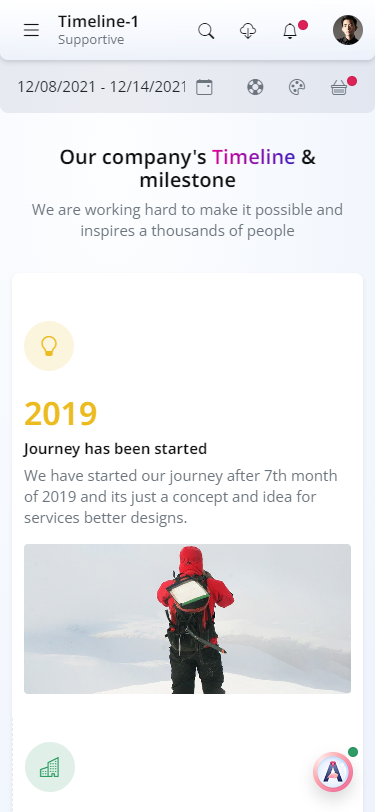 Timeline-1
Supportive
12/08/2021 - 12/14/2021
Our company's Timeline &
milestone
We are working hard to make it possible and
inspires a thousands of people
2019
Journey has been started
We have started our journey after 7th month
of 2019 and its just a concept and idea for
services better designs.